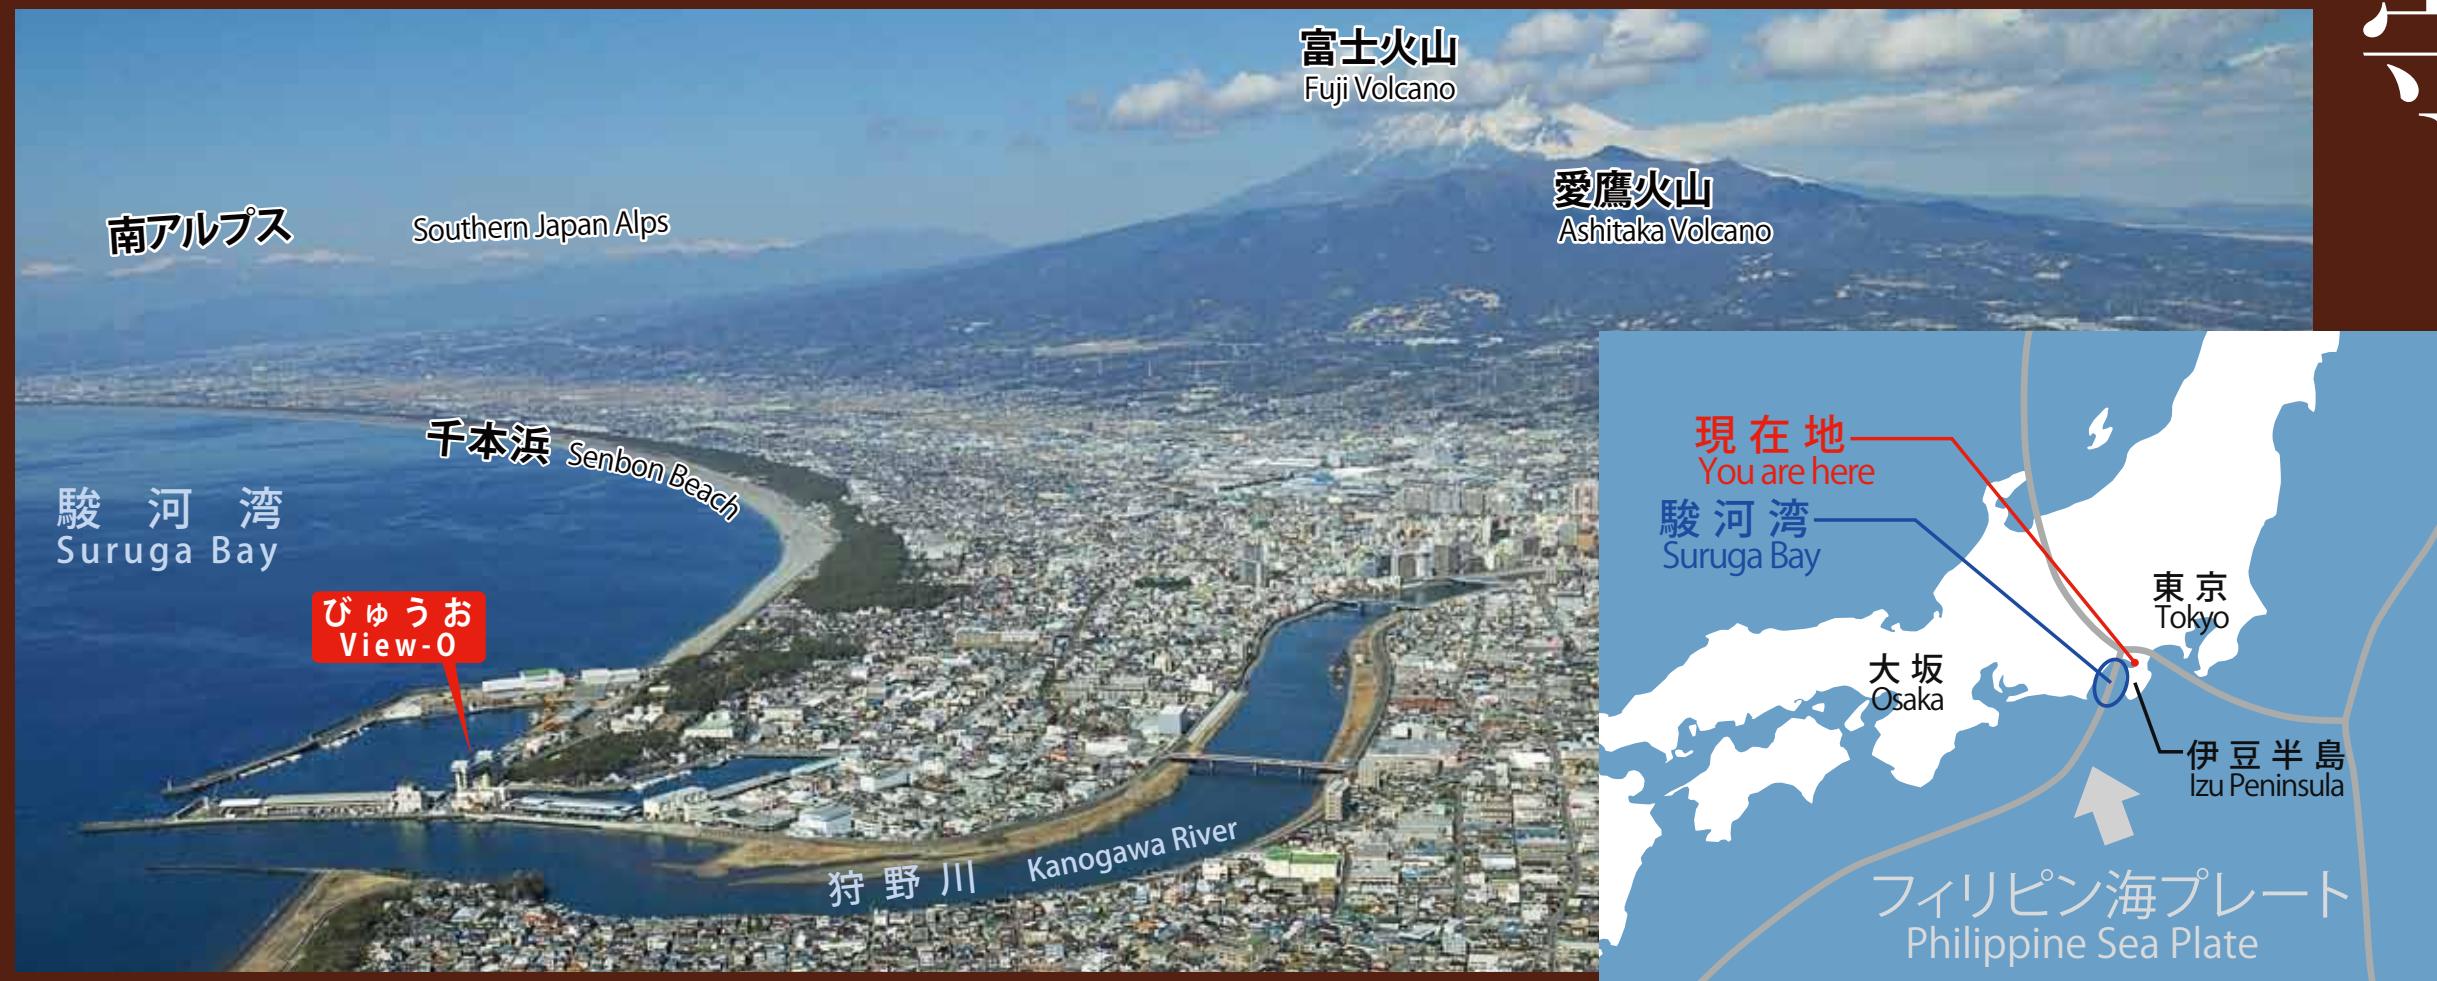 富士火山
Fuji Volcano
愛鷹火山
Ashitaka Volcano
南アルプス Southern Japan Alps
千本浜 Senbon Beach
駿河湾
Suruga Bay
びゅうお
View-O
狩野川 Kanogawa River
現在地
You are here
駿河湾
Suruga Bay
東京
Tokyo
大坂
Osaka
伊豆半島
Izu Peninsula
フィリピン海プレート
Philippine Sea Plate